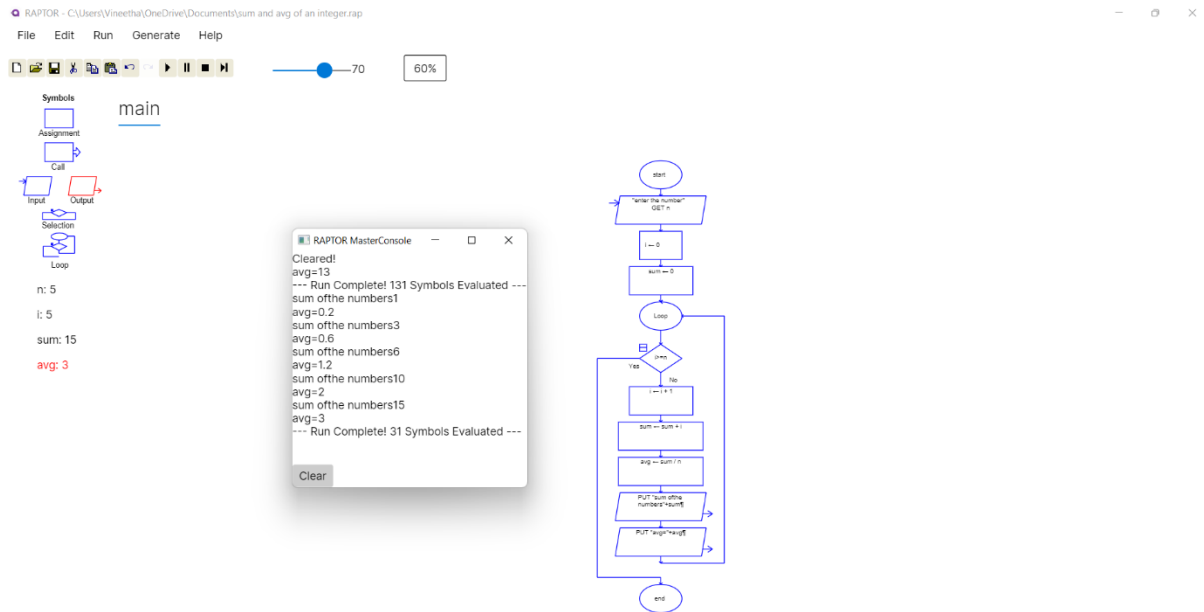 RAPTOR - C:\Users\Vineetha\OneDrive\Documents\sum and avg of an integer.rap
File Edit Run Generate Help
70
60%
Symbols
Assignment
Call
Input Output
Selection
Loop
n: 5
i: 5
sum: 15
avg: 3
main
RAPTOR MasterConsole
Cleared!
avg=13
--- Run Complete! 131 Symbols Evaluated ---
sum ofthe numbers1
avg=0.2
sum ofthe numbers3
avg=0.6
sum ofthe numbers6
avg=1.2
sum ofthe numbers10
avg=2
sum ofthe numbers15
avg=3
--- Run Complete! 31 Symbols Evaluated ---
Clear
start
"enter the number"
GET n
i ← 0
sum ← 0
Loop
i>=n
Yes
No
i ← i + 1
sum ← sum + i
avg ← sum / n
PUT "sum ofthe
numbers"+sum¶
PUT "avg="+avg¶
end